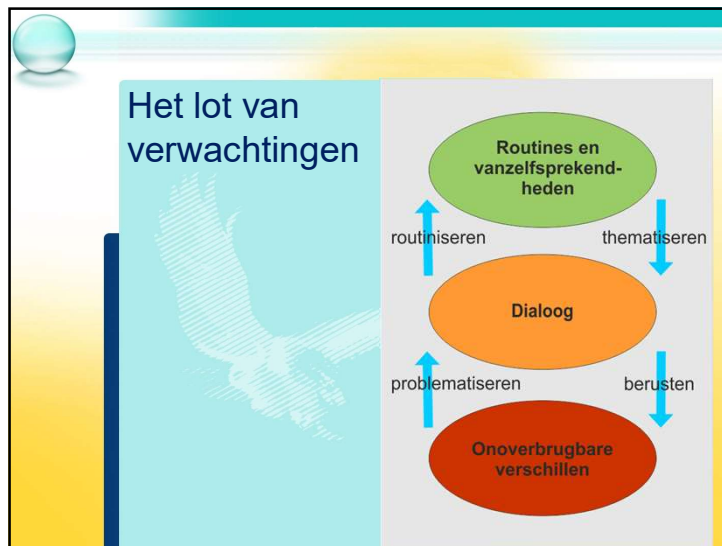 Het lot van
verwachtingen
Routines en
vanzelfsprekend-
heden
routiniseren
thematiseren
Dialoog
problematiseren
berusten
Onoverbrugbare
verschillen